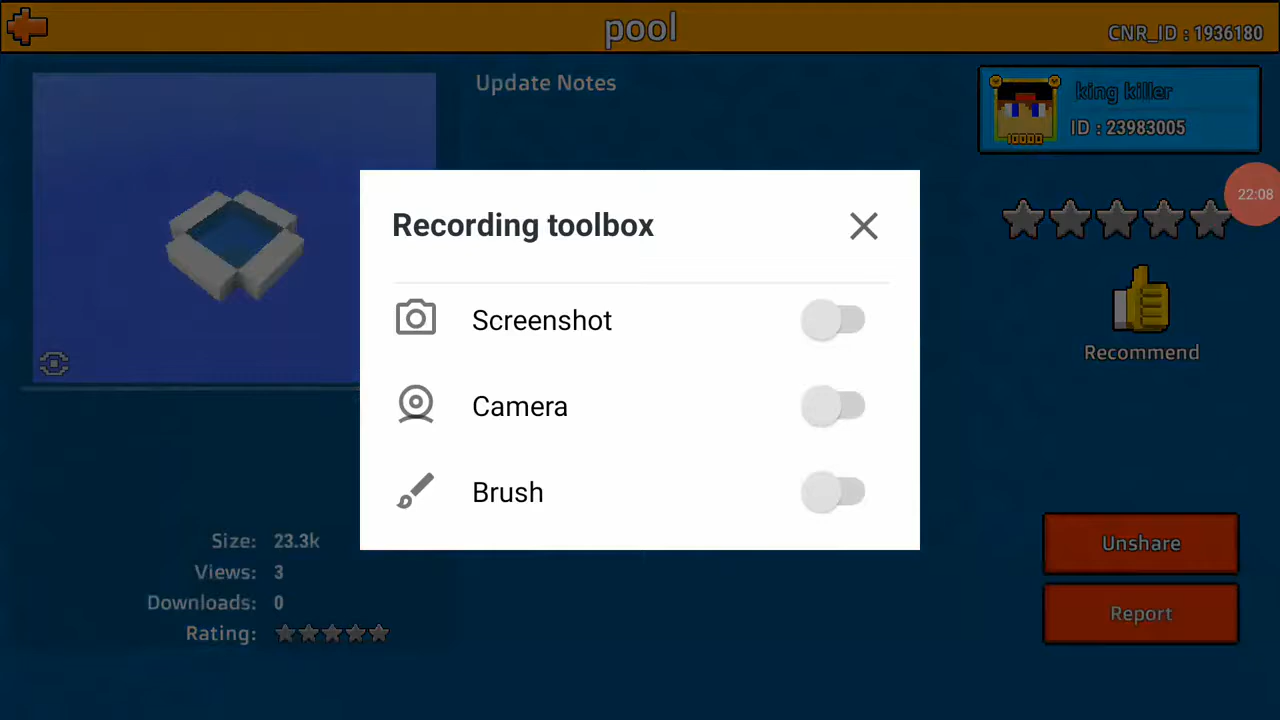 pool
CNR_ID : 1936180
Update Notes
king killer
ID : 23983005
10000
22:08
Recording toolbox
Screenshot
Camera
Brush
Recommend
Size: 23.3k
Views: 3
Downloads: 0
Rating:
Unshare
Report